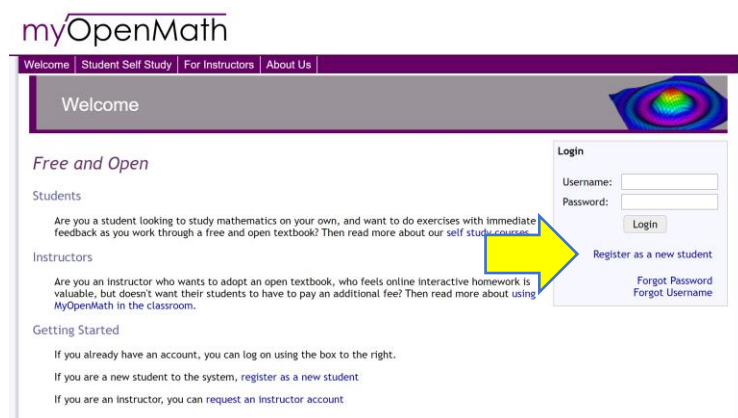 myOpenMath
Welcome
Student Self Study
For Instructors
About Us
Welcome
Free and Open
Students
Are you a student looking to study mathematics on your own, and want to do exercises with immediate
feedback as you work through a free and open textbook? Then read more about our self study courses.
Instructors
Are you an instructor who wants to adopt an open textbook, who feels online interactive homework is
valuable, but doesn't want their students to have to pay an additional fee? Then read more about using
MyOpenMath in the classroom.
Getting Started
If you already have an account, you can log on using the box to the right.
If you are a new student to the system, register as a new student
If you are an instructor, you can request an instructor account
Login
Username:
Password:
Login
Register as a new student
Forgot Password
Forgot Username